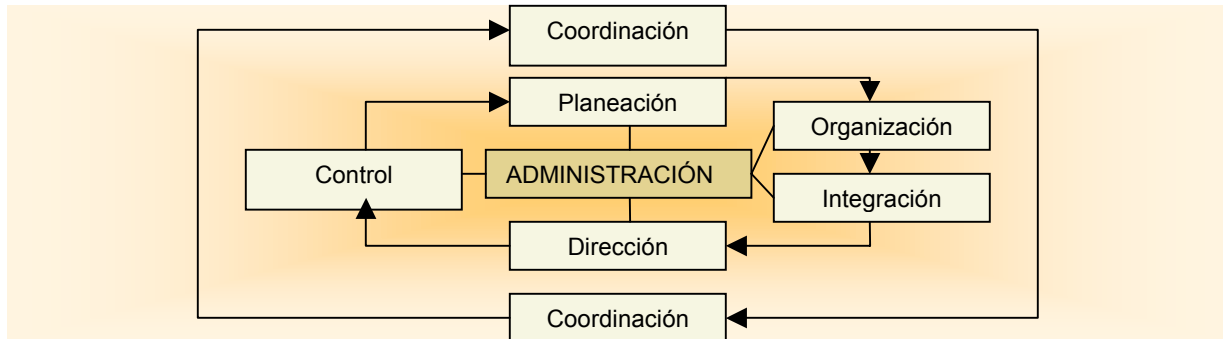 Coordinación
Planeación
Organización
Control
ADMINISTRACIÓN
Integración
Dirección
Coordinación